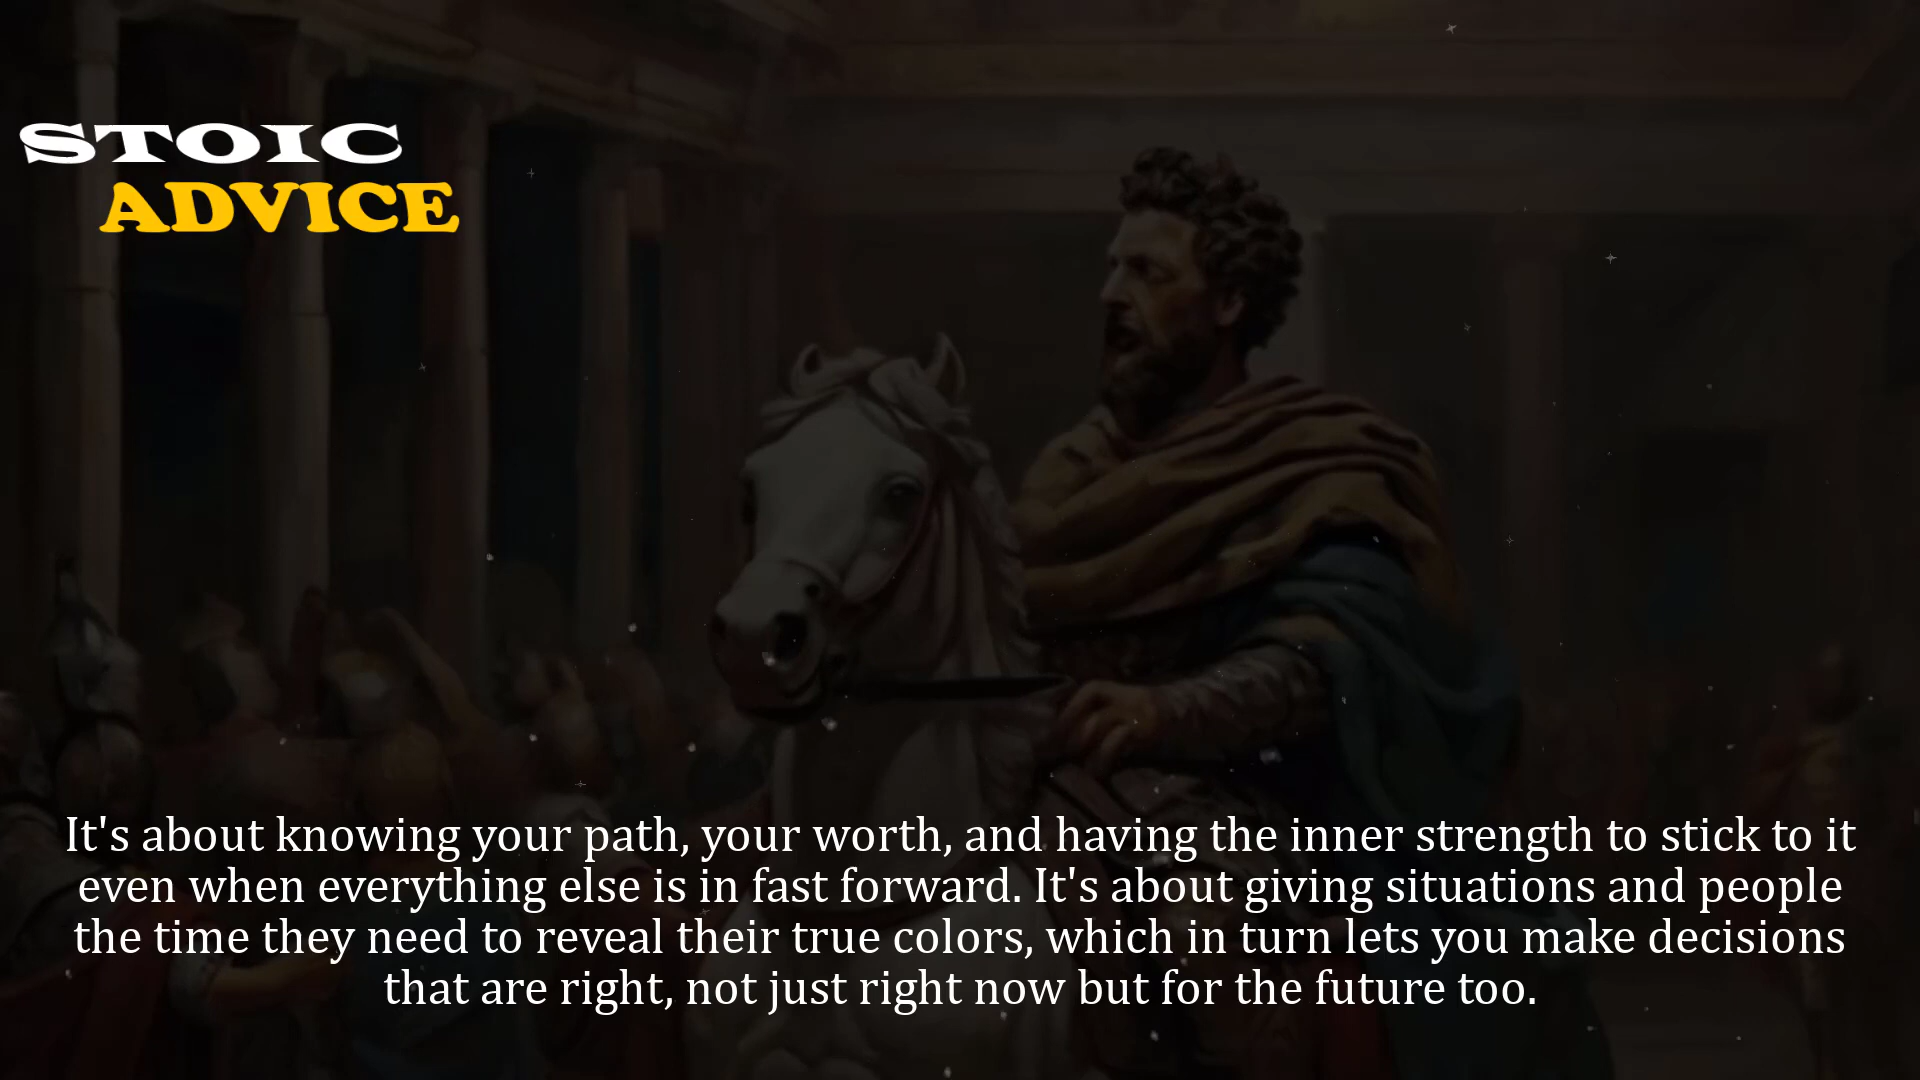 STOIC
ADVICE
It's about knowing your path, your worth, and having the inner strength to stick to it
even when everything else is in fast forward. It's about giving situations and people
the time they need to reveal their true colors, which in turn lets you make decisions
that are right, not just right now but for the future too.